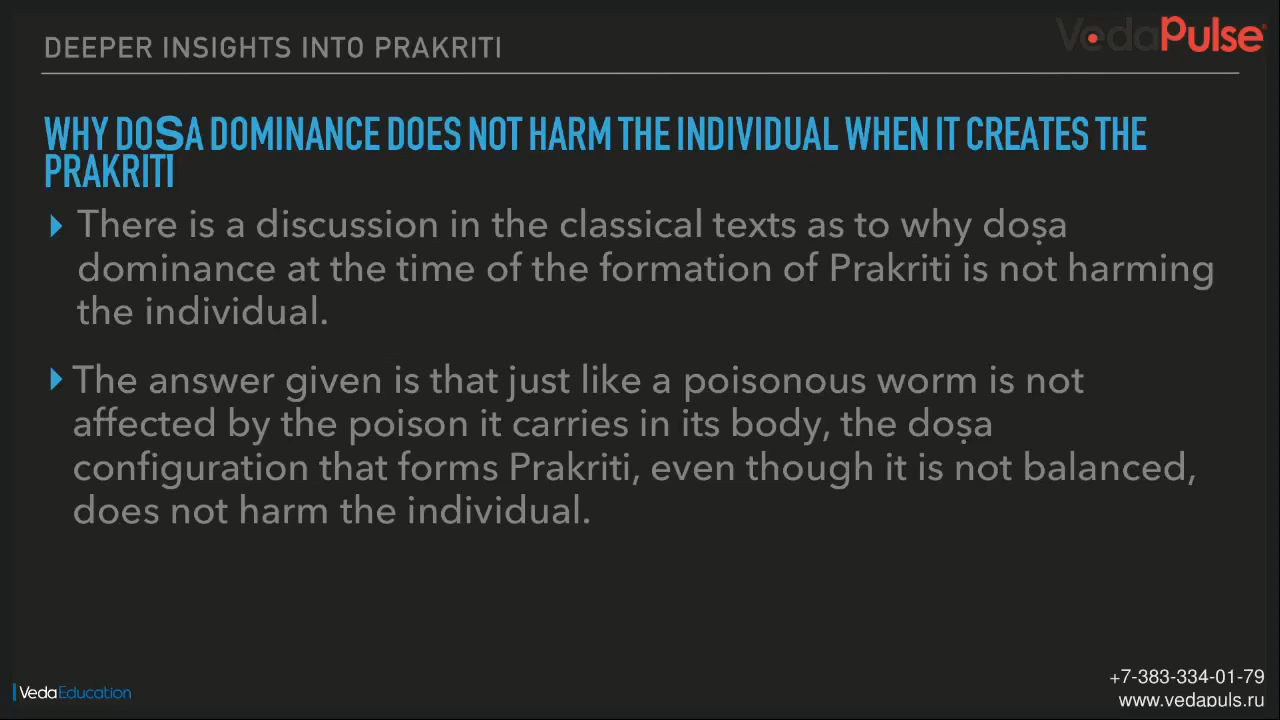 DEEPER INSIGHTS INTO PRAKRITI
VedaPulse®
WHY DOSA DOMINANCE DOES NOT HARM THE INDIVIDUAL WHEN IT CREATES THE
PRAKRITI
There is a discussion in the classical texts as to why doṣa
dominance at the time of the formation of Prakriti is not harming
the individual.
The answer given is that just like a poisonous worm is not
affected by the poison it carries in its body, the doṣa
configuration that forms Prakriti, even though it is not balanced,
does not harm the individual.
VedaEducation
+7-383-334-01-79
www.vedapuls.ru